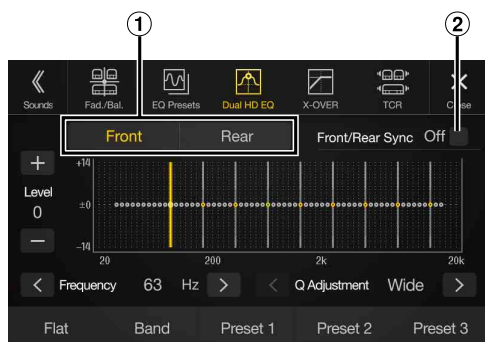 1 2
Sounds Fad./Bal. EQ Presets Dual HD EQ X-OVER TCR Close
Front Rear Front/Rear Sync Off
+14
Level
0
±0
-14
20 200 2k 20k
Frequency 63 Hz Q Adjustment Wide
Flat Band Preset 1 Preset 2 Preset 3